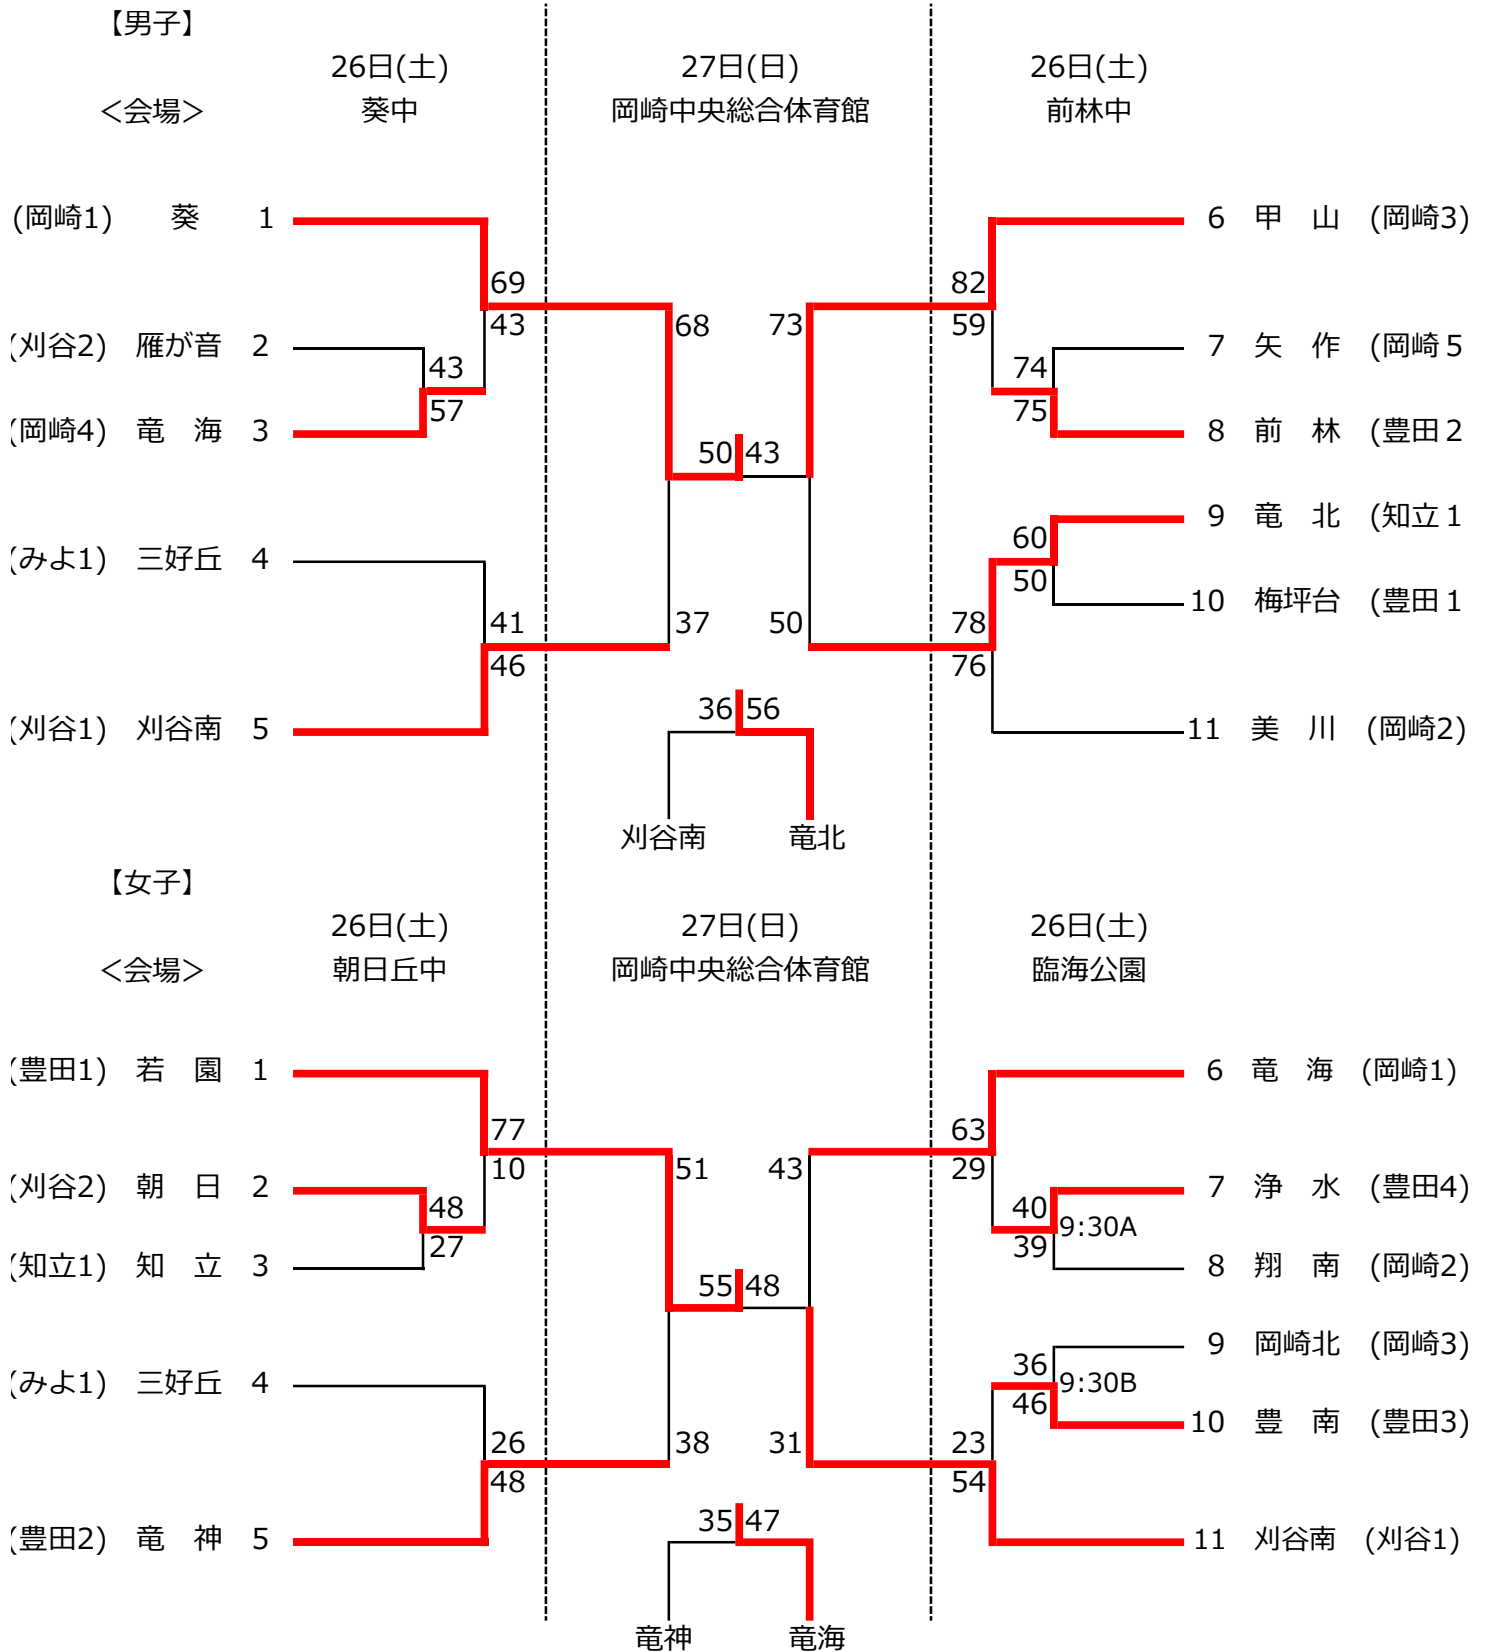 【男子】
26日(土) 27日(日) 26日(土)
＜会場＞ 葵中 岡崎中央総合体育館 前林中
(岡崎1) 葵 1 6 甲 山 (岡崎3)
69 82
43 68 73 59
(刈谷2) 雁が音 2 7 矢 作 (岡崎５
43 74
57 75
(岡崎4) 竜 海 3 8 前 林 (豊田２
50 43
9 竜 北 (知立１
60
(みよ1) 三好丘 4
50
10 梅坪台 (豊田１
41 37 50 78
46 76
36 56
(刈谷1) 刈谷南 5 11 美 川 (岡崎2)
刈谷南 竜北
【女子】
26日(土) 27日(日) 26日(土)
＜会場＞ 朝日丘中 岡崎中央総合体育館 臨海公園
(豊田1) 若 園 1 6 竜 海 (岡崎1)
77 63
10 51 43 29
(刈谷2) 朝 日 2 7 浄 水 (豊田4)
48 40
9:30A
27 39
(知立1) 知 立 3 8 翔 南 (岡崎2)
55 48
9 岡崎北 (岡崎3)
36
(みよ1) 三好丘 4 9:30B
46
10 豊 南 (豊田3)
26 38 31 23
48 54
35 47
(豊田2) 竜 神 5 11 刈谷南 (刈谷1)
竜神 竜海